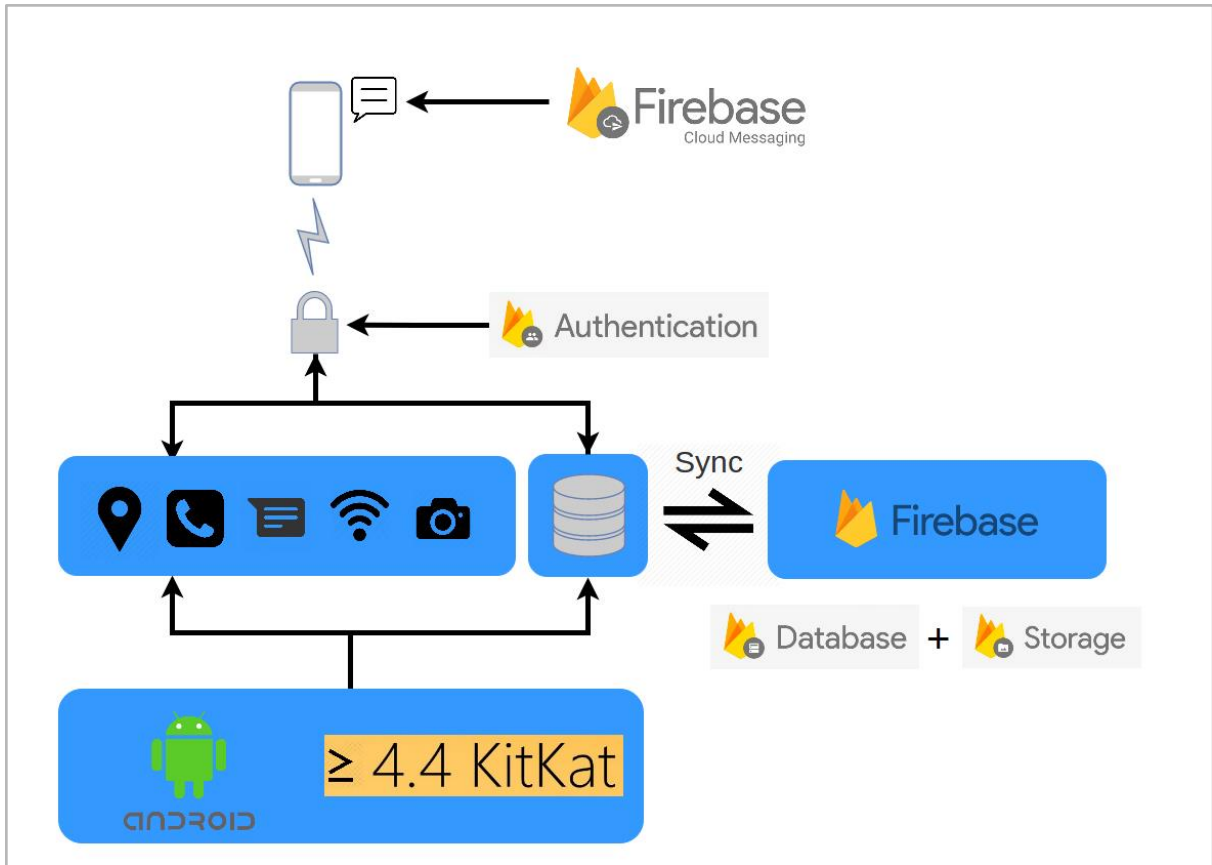 Firebase
Cloud Messaging
Authentication
Sync
Firebase
Database + Storage
≥ 4.4 KitKat
ANDROID